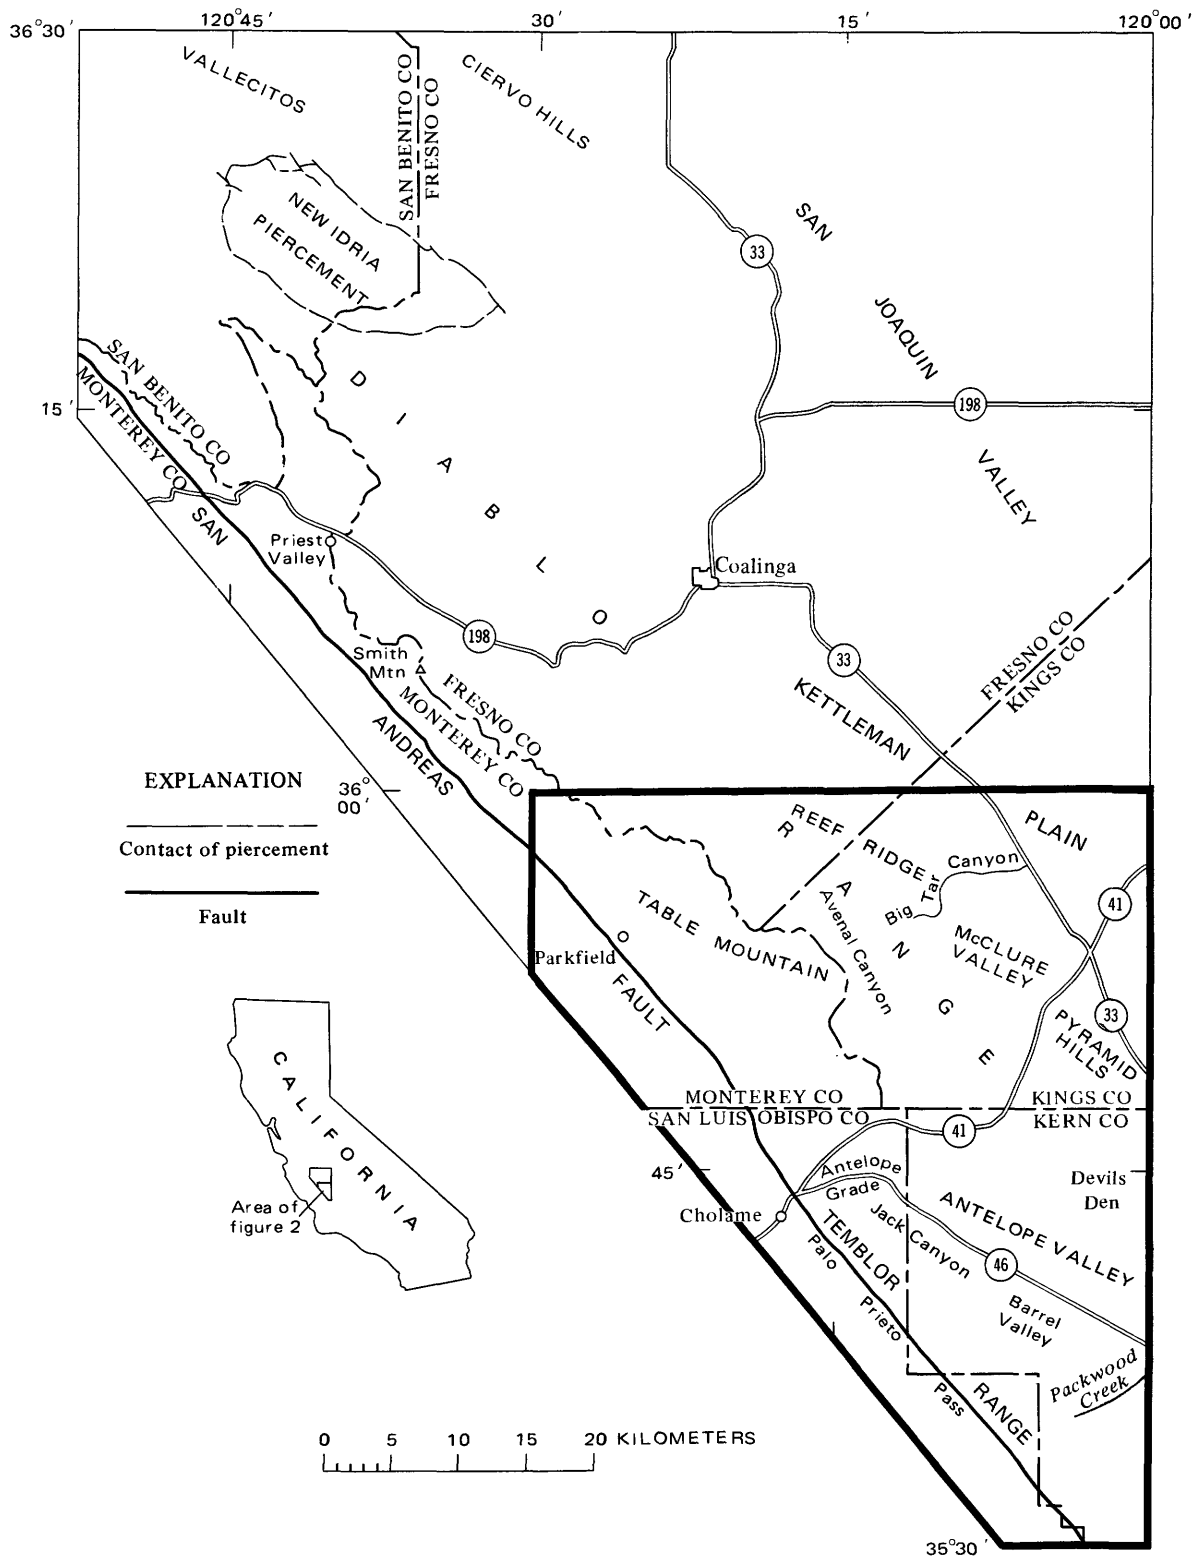 36°30'
120°45'
30'
15'
120°00'
VALLECITOS
SAN BENITO CO
FRESNO CO
CIERVO HILLS
NEW IDRIA
PIERCEMENT
33
SAN
JOAQUIN
VALLEY
198
SAN BENITO CO
MONTEREY CO
15'
DIABLO
SAN
Priest
Valley
Coalinga
198
Smith
Mtn
33
FRESNO CO
KINGS CO
FRESNO CO
MONTEREY CO
KETTLEMAN
ANDREAS
EXPLANATION
Contact of piercement
Fault
36°
00'
REEF RIDGE
PLAIN
RANGE
Big Tar Canyon
41
Avenal Canyon
TABLE MOUNTAIN
McCLURE
VALLEY
Parkfield
FAULT
33
PYRAMID
HILLS
MONTEREY CO
SAN LUIS OBISPO CO
KINGS CO
KERN CO
41
CALIFORNIA
Area of
figure 2
45'
Antelope
Grade
Devils
Den
Cholame
Jack Canyon
ANTELOPE VALLEY
TEMBLOR
Palo
Prieto
Pass
46
Barrel
Valley
Packwood
Creek
RANGE
0 5 10 15 20 KILOMETERS
35°30'